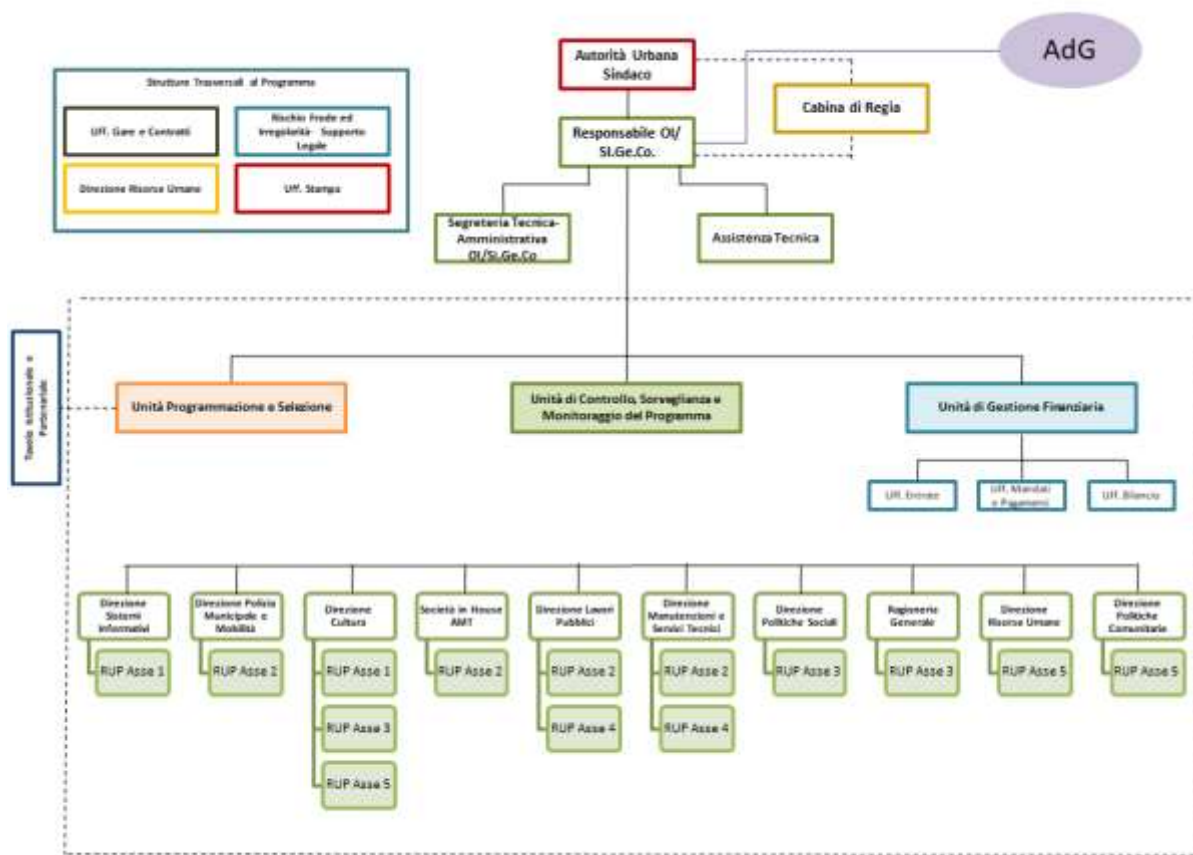 AdG
Autorità Urbana
Sindaco
Strutture Trasversali al Programma
Uff. Gare e Contratti
Rischio Frode ed
Irregolarità Supporto
Legale
Direzione Risorse Umane
Uff. Stampa
Cabina di Regia
Responsabile OI/
SI.Ge.Co.
Segreteria Tecnica-
Amministrativa
OI/Si.Ge.Co
Assistenza Tecnica
Tavolo Istituzionale e
Partenariale
Unità Programmazione e Selezione
Unità di Controllo, Sorveglianza e
Monitoraggio del Programma
Unità di Gestione Finanziaria
Uff. Entrate
Uff. Mandati
e Pagamenti
Uff. Bilancio
Direzione
Sistemi
Informativi
RUP Asse 1
Direzione Polizia
Municipale e
Mobilità
RUP Asse 2
Direzione
Cultura
RUP Asse 1
RUP Asse 3
RUP Asse 5
Società in House
AMT
RUP Asse 2
Direzione Lavori
Pubblici
RUP Asse 2
RUP Asse 4
Direzione
Manutenzioni e
Servizi Tecnici
RUP Asse 2
RUP Asse 4
Direzione
Politiche Sociali
RUP Asse 3
Ragioneria
Generale
RUP Asse 3
Direzione
Risorse Umane
RUP Asse 5
Direzione
Politiche
Comunitarie
RUP Asse 5